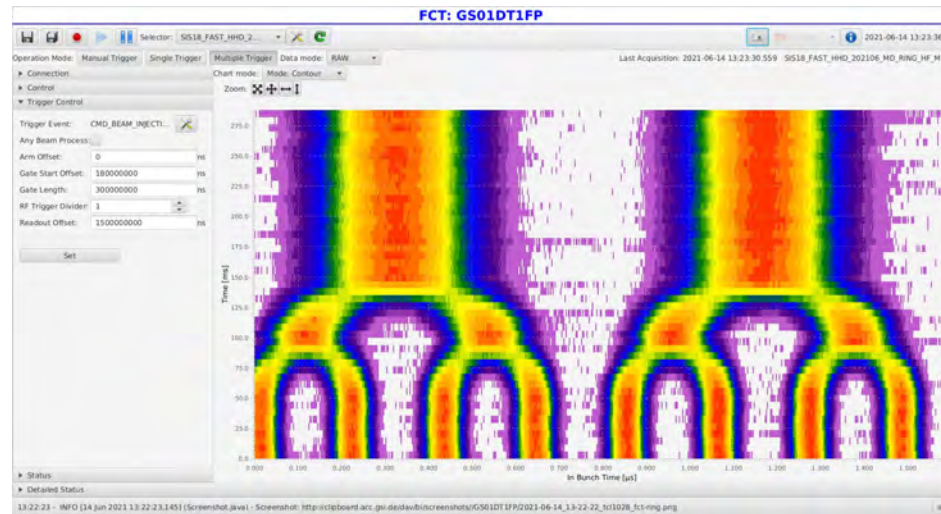 FCT: GS01DT1FP
Selector: SIS18_FAST_HHD_2...
2021-06-14 13:23:36
Operation Mode: Manual Trigger Single Trigger Multiple Trigger Data mode: RAW
Last Acquisition: 2021-06-14 13:23:30.559 SIS18_FAST_HHD_202106_MD_RING_HF_M
Connection
Chart mode: Mode: Contour
Control
Zoom:
Trigger Control
Trigger Event: CMD_BEAM_INJECTI...
Any Beam Process:
Arm Offset: 0 ns
Gate Start Offset: 180000000 ns
Gate Length: 300000000 ns
RF Trigger Divider: 1
Readout Offset: 1500000000 ns
Set
Time [ms]
275.0
250.0
225.0
200.0
175.0
150.0
125.0
100.0
75.0
50.0
25.0
0.0
0.000 0.100 0.200 0.300 0.400 0.500 0.600 0.700 0.800 0.900 1.000 1.100 1.200 1.300 1.400 1.500
In Bunch Time [µs]
Status
Detailed Status
13:22:23 - INFO [14 Jun 2021 13:22:23,145] (Screenshot.java) - Screenshot: http://clipboard.acc.gsi.de/dav/bin/screenshots/GS01DT1FP/2021-06-14_13-22-22_tcl1028_fct-ring.png